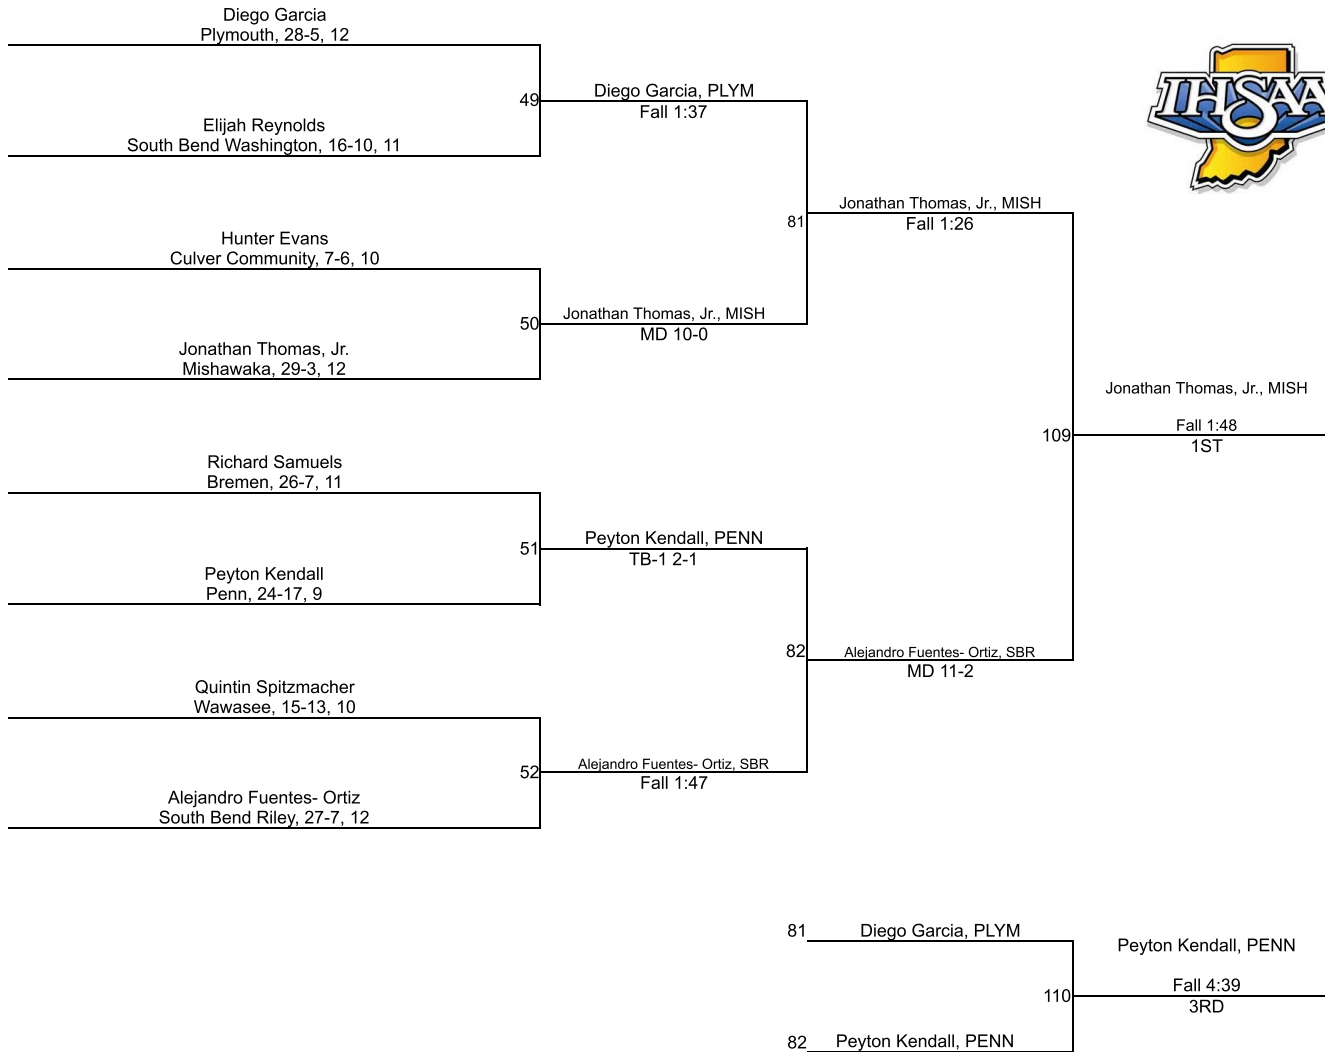 Diego Garcia
Plymouth, 28-5, 12
49
Diego Garcia, PLYM
Fall 1:37
Elijah Reynolds
South Bend Washington, 16-10, 11
IHSAA
81
Jonathan Thomas, Jr., MISH
Fall 1:26
Hunter Evans
Culver Community, 7-6, 10
50
Jonathan Thomas, Jr., MISH
MD 10-0
Jonathan Thomas, Jr.
Mishawaka, 29-3, 12
109
Jonathan Thomas, Jr., MISH
Fall 1:48
1ST
Richard Samuels
Bremen, 26-7, 11
51
Peyton Kendall, PENN
TB-1 2-1
Peyton Kendall
Penn, 24-17, 9
82
Alejandro Fuentes- Ortiz, SBR
MD 11-2
Quintin Spitzmacher
Wawasee, 15-13, 10
52
Alejandro Fuentes- Ortiz, SBR
Fall 1:47
Alejandro Fuentes- Ortiz
South Bend Riley, 27-7, 12
81
Diego Garcia, PLYM
110
Peyton Kendall, PENN
Fall 4:39
3RD
82
Peyton Kendall, PENN